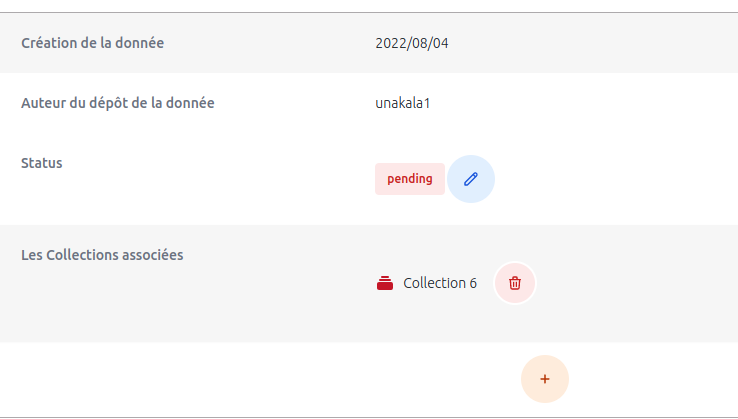 Création de la donnée
2022/08/04
Auteur du dépôt de la donnée
unakala1
Status
pending
Les Collections associées
Collection 6
+